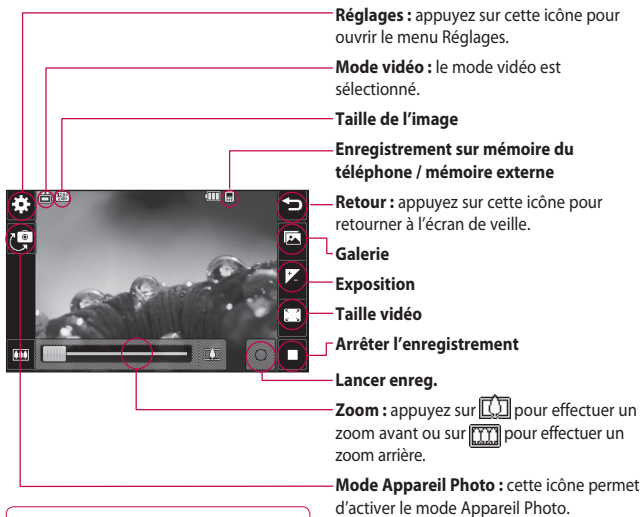 Réglages : appuyez sur cette icône pour
ouvrir le menu Réglages.
Mode vidéo : le mode vidéo est
sélectionné.
Taille de l'image
Enregistrement sur mémoire du
téléphone / mémoire externe
Retour : appuyez sur cette icône pour
retourner à l'écran de veille.
Galerie
Exposition
Taille vidéo
Arrêter l'enregistrement
Lancer enreg.
Zoom : appuyez sur pour effectuer un
zoom avant ou sur pour effectuer un
zoom arrière.
Mode Appareil Photo : cette icône permet
d'activer le mode Appareil Photo.